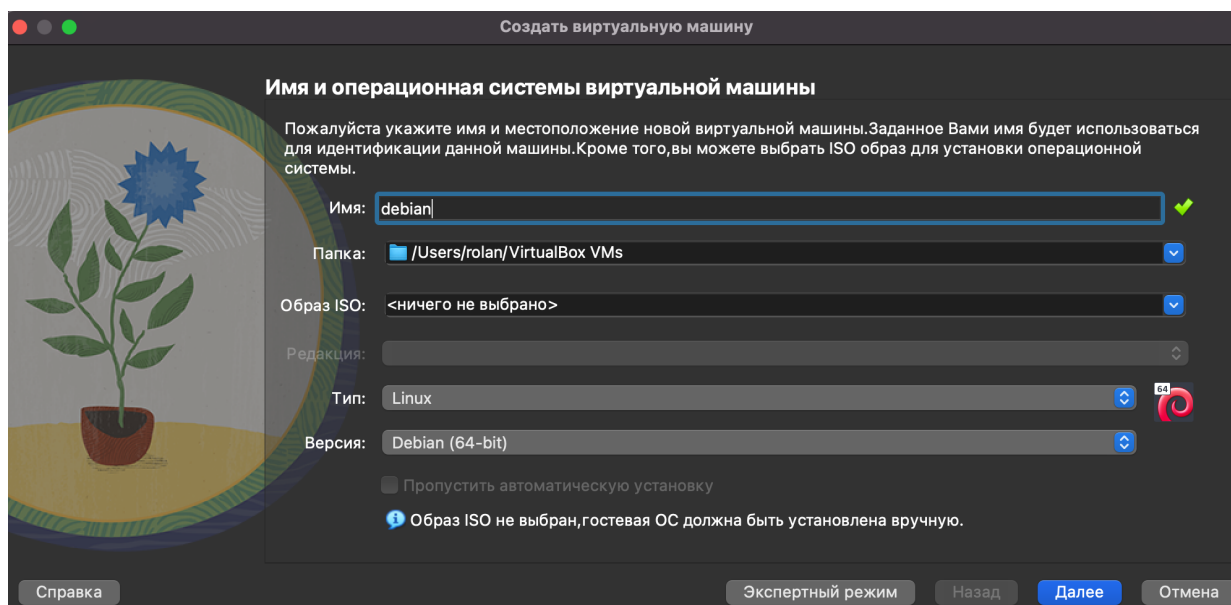 Создать виртуальную машину
Имя и операционная системы виртуальной машины
Пожалуйста укажите имя и местоположение новой виртуальной машины.Заданное Вами имя будет использоваться
для идентификации данной машины.Кроме того,вы можете выбрать ISO образ для установки операционной
системы.
Имя: debian
Папка: /Users/rolan/VirtualBox VMs
Образ ISO: <ничего не выбрано>
Редакция:
Тип: Linux
64
Версия: Debian (64-bit)
Пропустить автоматическую установку
Образ ISO не выбран,гостевая ОС должна быть установлена вручную.
Справка Экспертный режим Назад Далее Отмена